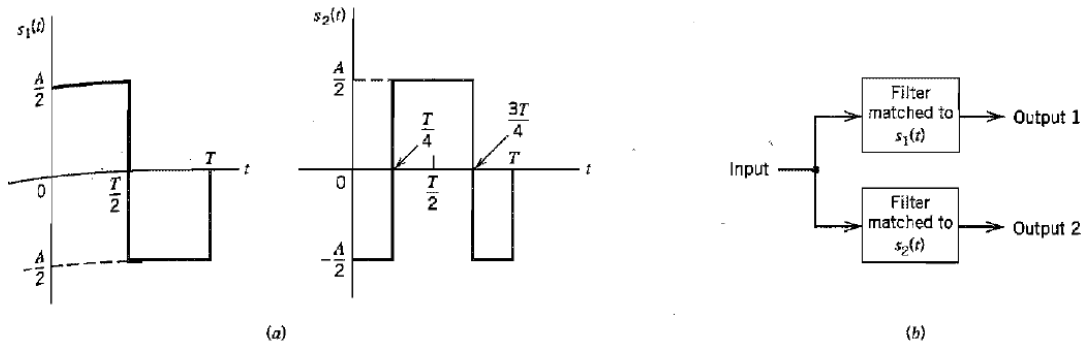 s₁(t)
A/2
0
T/2
T
t
-A/2
s₂(t)
A/2
T/4
3T/4
0
T/2
T
t
-A/2
(a)
Input
Filter
matched to
s₁(t)
Output 1
Filter
matched to
s₂(t)
Output 2
(b)